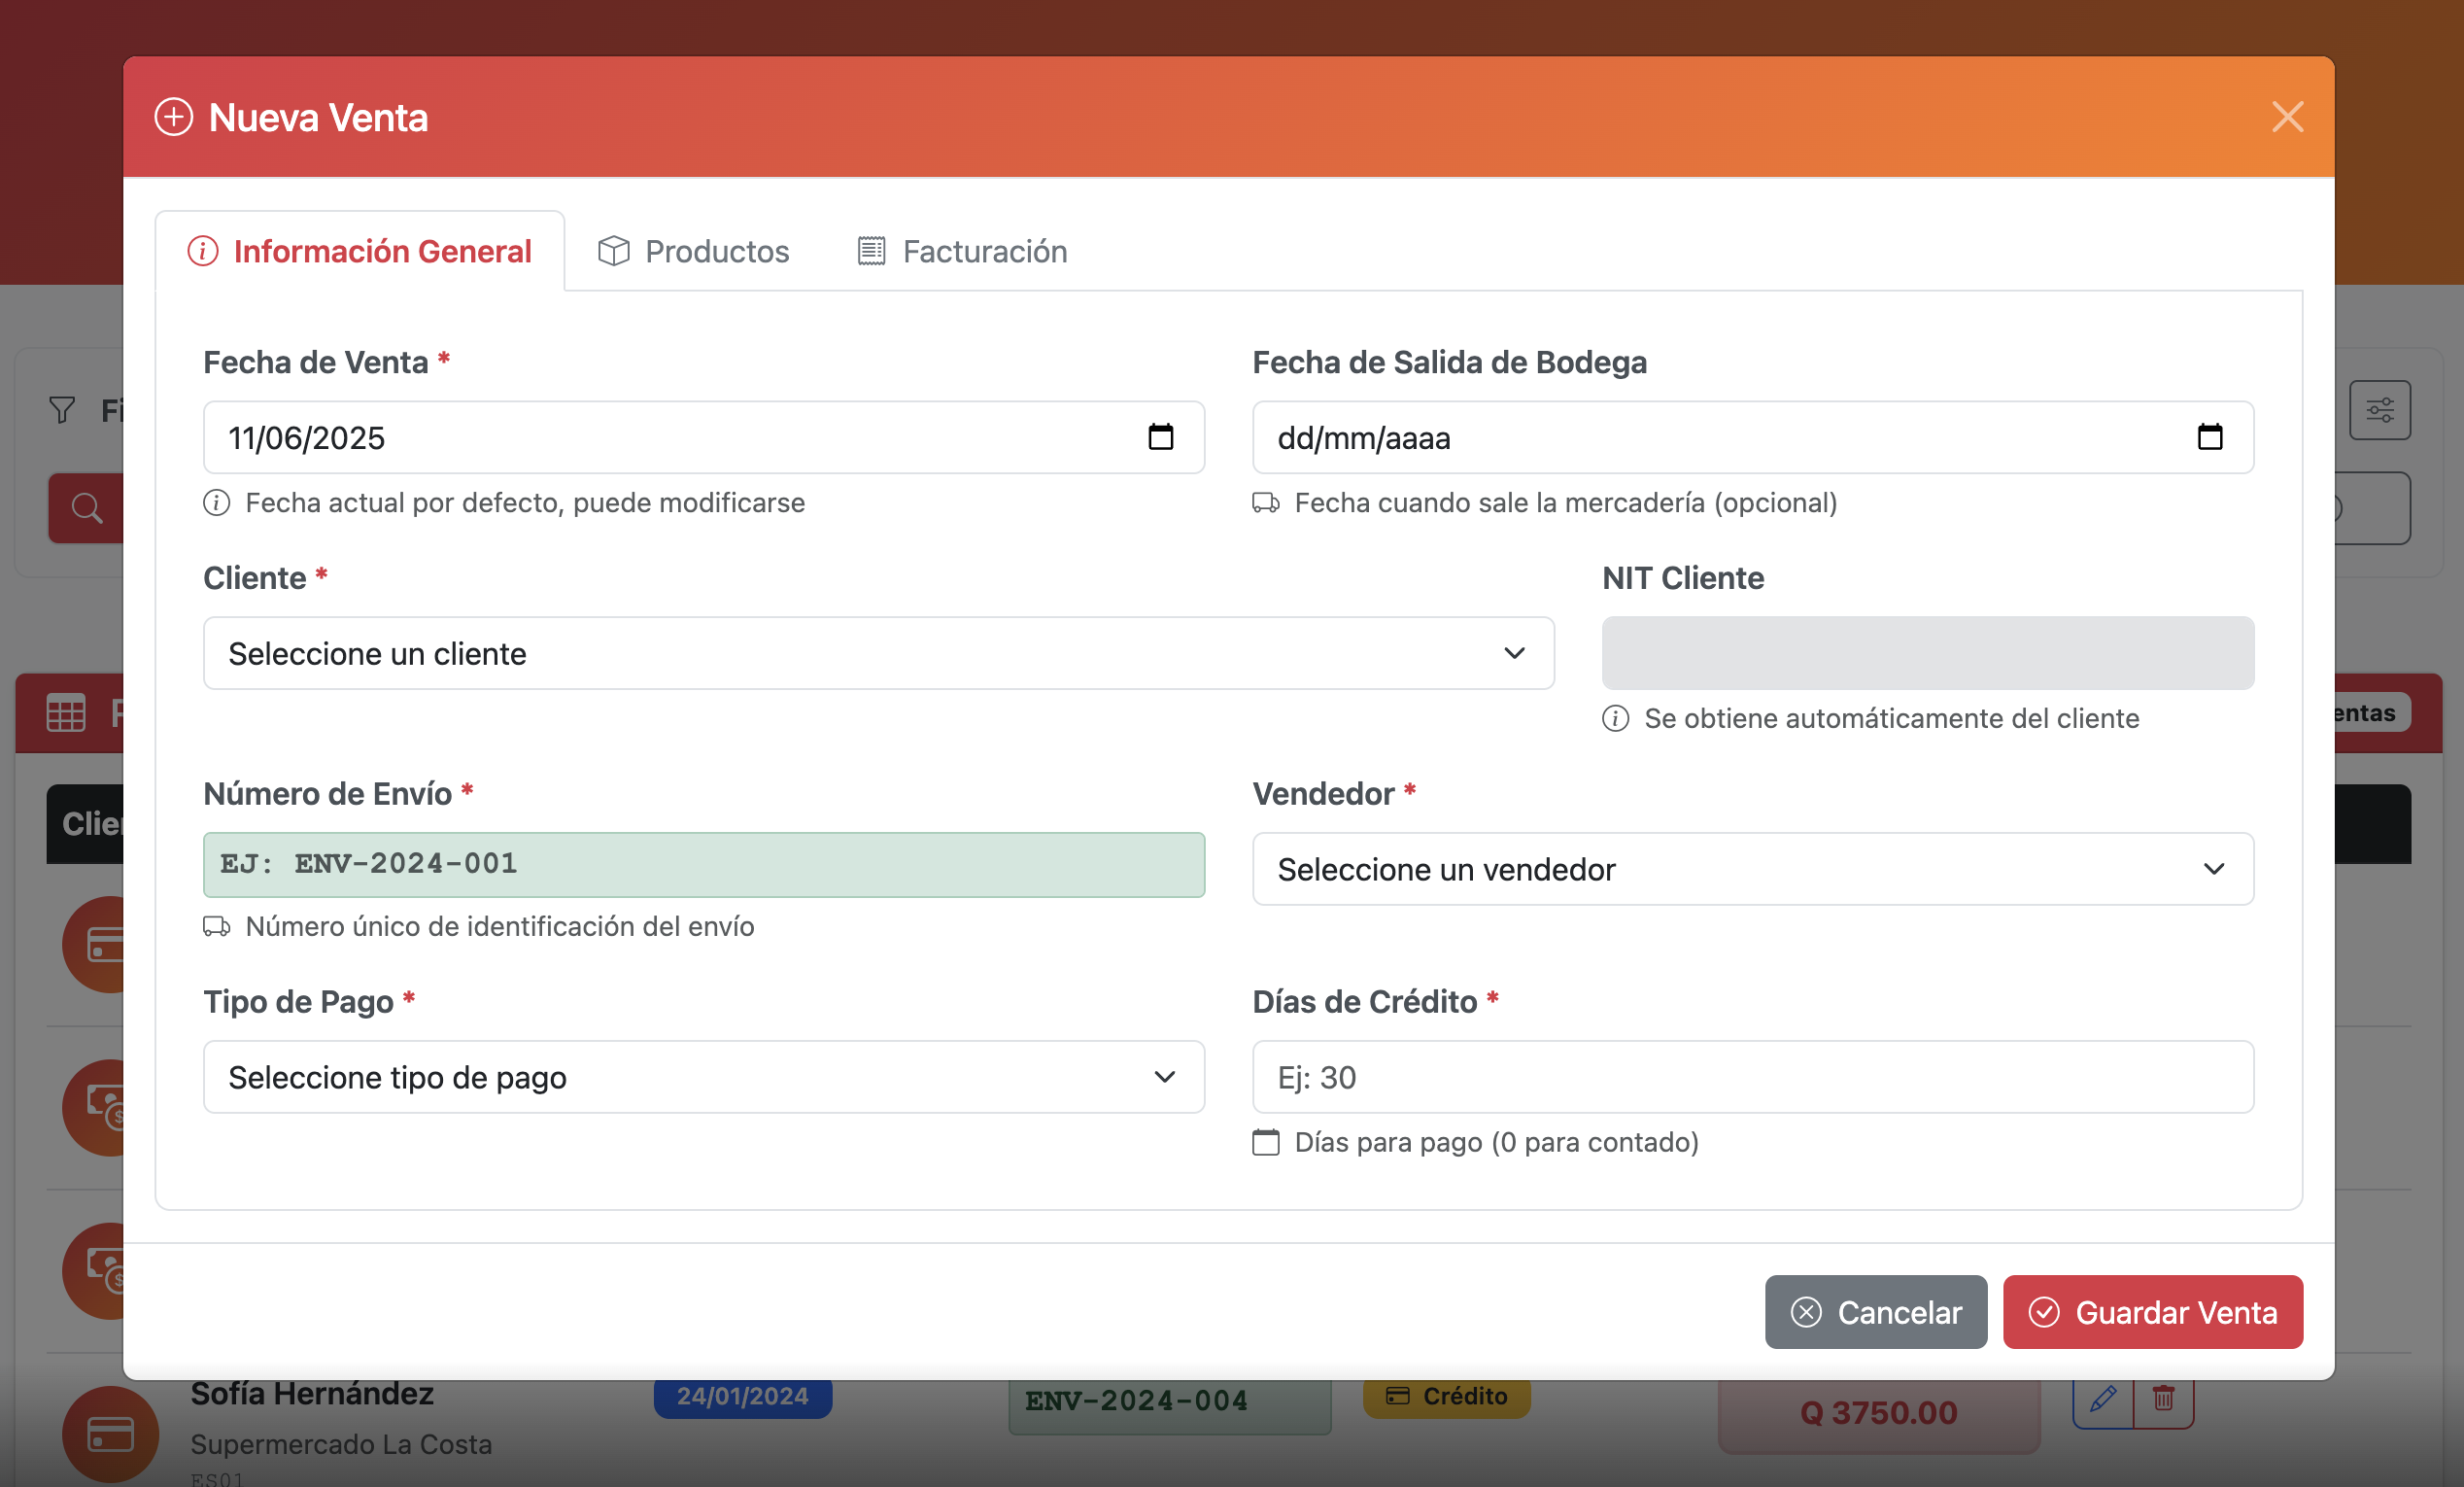 Nueva Venta
Información General
Productos
Facturación
Fecha de Venta *
Fecha de Salida de Bodega
11/06/2025
dd/mm/aaaa
Fecha actual por defecto, puede modificarse
Fecha cuando sale la mercadería (opcional)
Cliente *
NIT Cliente
Seleccione un cliente
Se obtiene automáticamente del cliente
Número de Envío *
Vendedor *
EJ: ENV-2024-001
Seleccione un vendedor
Número único de identificación del envío
Tipo de Pago *
Días de Crédito *
Seleccione tipo de pago
Ej: 30
Días para pago (0 para contado)
Cancelar
Guardar Venta
Sofía Hernández
24/01/2024
ENV-2024-004
Crédito
Q 3750.00
Supermercado La Costa